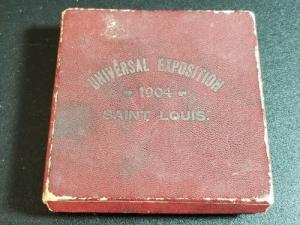 UNIVERSAL EXPOSITION
- 1904 -
SAINT LOUIS.